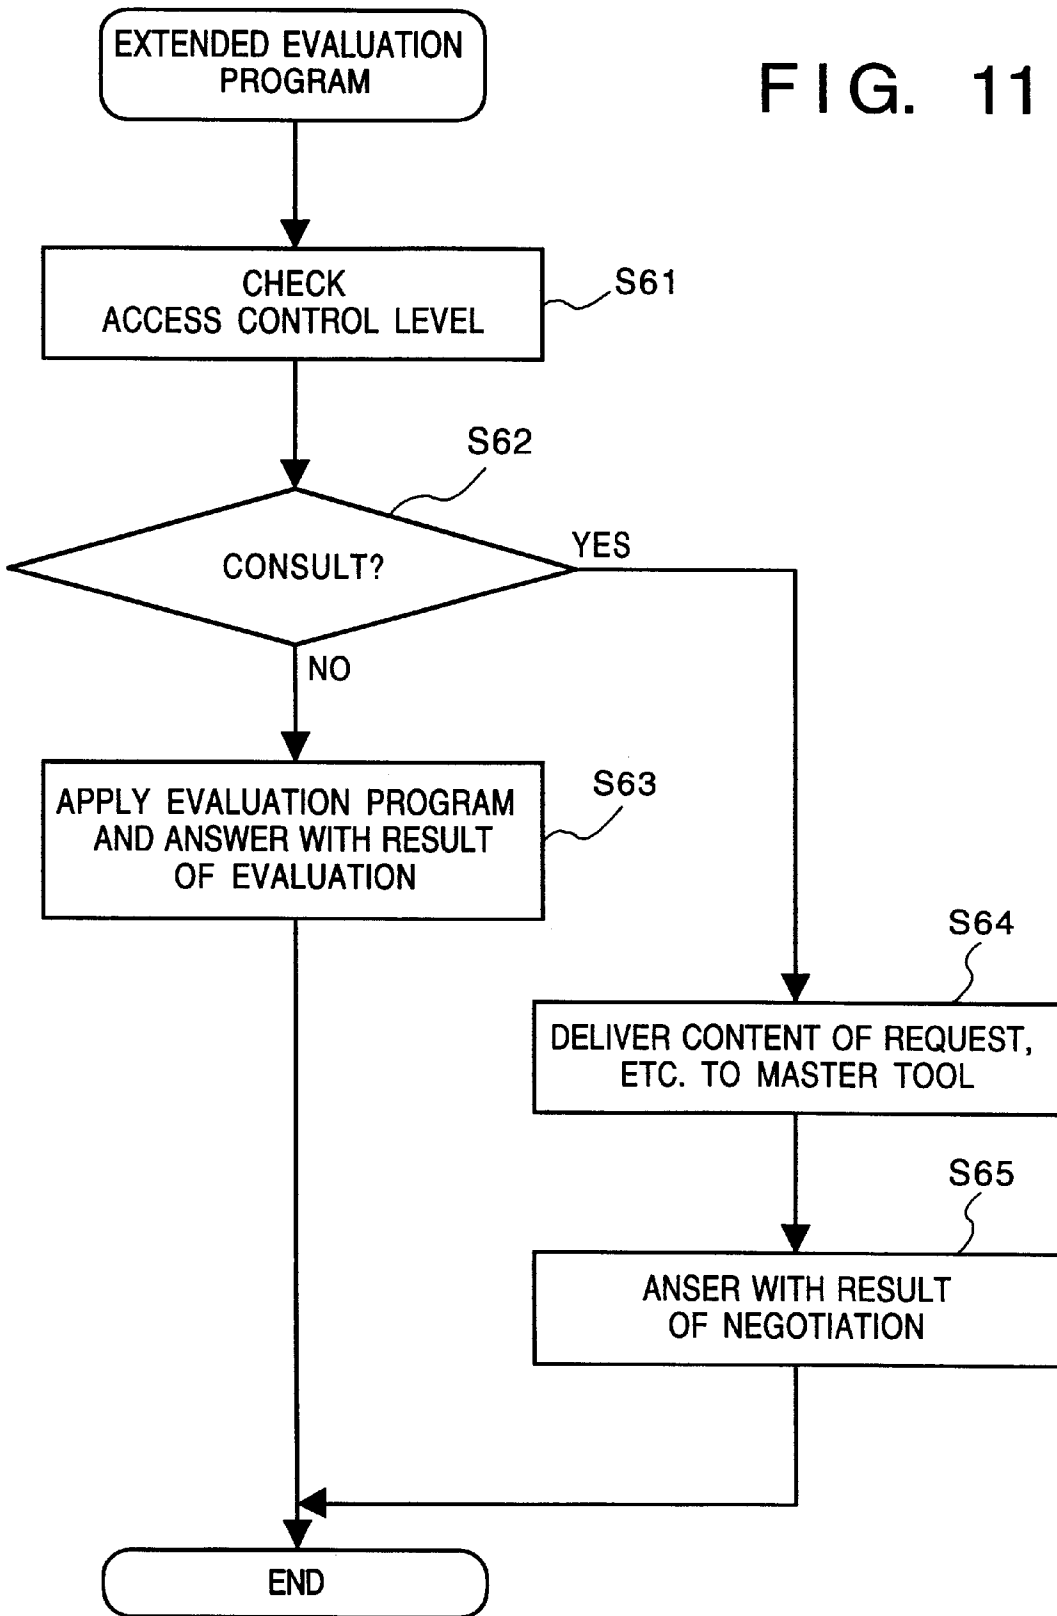 EXTENDED EVALUATION
PROGRAM
FIG. 11
CHECK
ACCESS CONTROL LEVEL
S61
S62
CONSULT?
YES
NO
APPLY EVALUATION PROGRAM
AND ANSWER WITH RESULT
OF EVALUATION
S63
S64
DELIVER CONTENT OF REQUEST,
ETC. TO MASTER TOOL
S65
ANSER WITH RESULT
OF NEGOTIATION
END